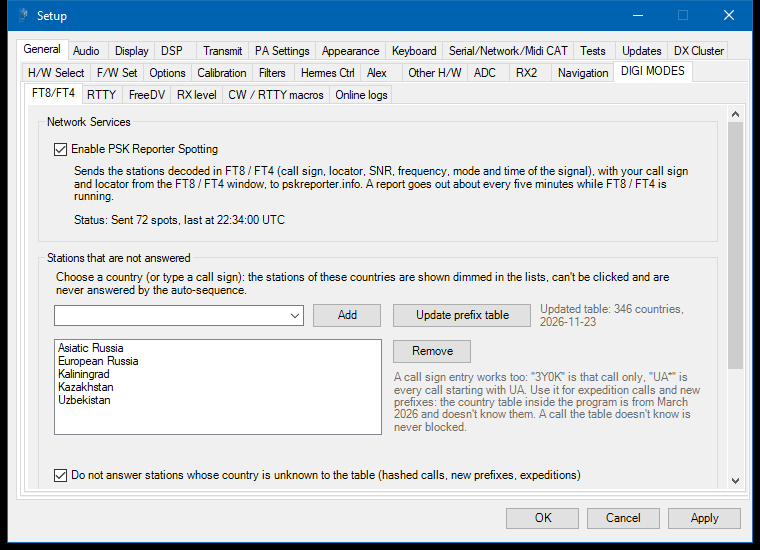 Setup
General Audio Display DSP Transmit PA Settings Appearance Keyboard Serial/Network/Midi CAT Tests Updates DX Cluster
H/W Select F/W Set Options Calibration Filters Hermes Ctrl Alex Other H/W ADC RX2 Navigation DIGI MODES
FT8/FT4 RTTY FreeDV RX level CW / RTTY macros Online logs
Network Services
Enable PSK Reporter Spotting
Sends the stations decoded in FT8 / FT4 (call sign, locator, SNR, frequency, mode and time of the signal), with your call sign
and locator from the FT8 / FT4 window, to pskreporter.info. A report goes out about every five minutes while FT8 / FT4 is
running.
Status: Sent 72 spots, last at 22:34:00 UTC
Stations that are not answered
Choose a country (or type a call sign): the stations of these countries are shown dimmed in the lists, can't be clicked and are
never answered by the auto-sequence.
Add Update prefix table
Updated table: 346 countries,
2026-11-23
Asiatic Russia
European Russia
Kaliningrad
Kazakhstan
Uzbekistan
Remove
A call sign entry works too: "3Y0K" is that call only, "UA*" is
every call starting with UA. Use it for expedition calls and new
prefixes: the country table inside the program is from March
2026 and doesn't know them. A call the table doesn't know is
never blocked.
Do not answer stations whose country is unknown to the table (hashed calls, new prefixes, expeditions)
OK Cancel Apply